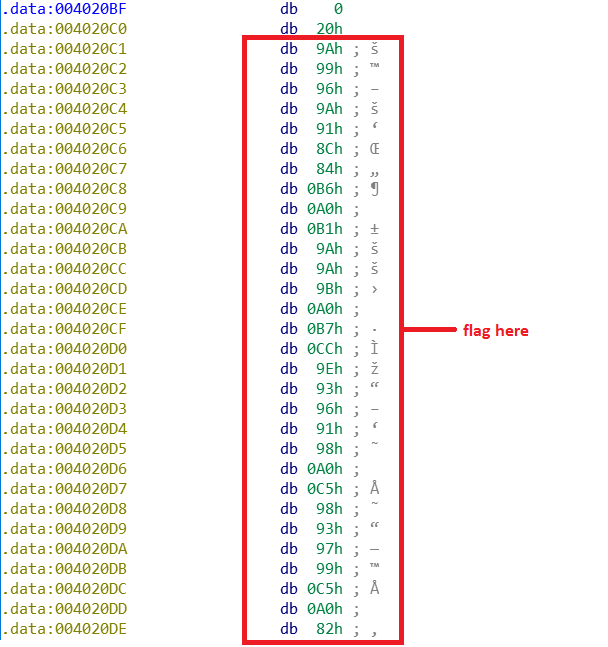 .data:004020BF db 0
.data:004020C0 db 20h
.data:004020C1 db 9Ah ; š
.data:004020C2 db 99h ; ™
.data:004020C3 db 96h ; –
.data:004020C4 db 9Ah ; š
.data:004020C5 db 91h ; ‘
.data:004020C6 db 8Ch ; Œ
.data:004020C7 db 84h ; „
.data:004020C8 db 0B6h ; ¶
.data:004020C9 db 0A0h ;
.data:004020CA db 0B1h ; ±
.data:004020CB db 9Ah ; š
.data:004020CC db 9Ah ; š
.data:004020CD db 9Bh ; ›
.data:004020CE db 0A0h ;
.data:004020CF db 0B7h ; ·
.data:004020D0 db 0CCh ; Ì
.data:004020D1 db 9Eh ; ž
.data:004020D2 db 93h ; “
.data:004020D3 db 96h ; –
.data:004020D4 db 91h ; ‘
.data:004020D5 db 98h ; ˜
.data:004020D6 db 0A0h ;
.data:004020D7 db 0C5h ; Å
.data:004020D8 db 98h ; ˜
.data:004020D9 db 93h ; “
.data:004020DA db 97h ; —
.data:004020DB db 99h ; ™
.data:004020DC db 0C5h ; Å
.data:004020DD db 0A0h ;
.data:004020DE db 82h ; ‚
flag here